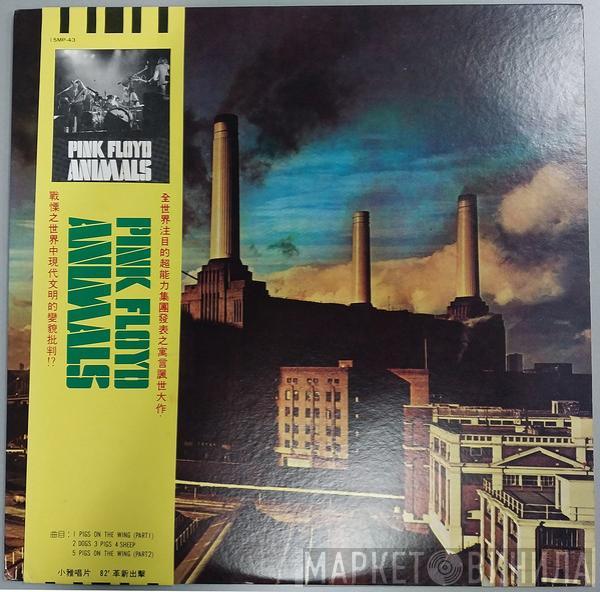 ISMP-43
PINK FLOYD
ANIMALS
全世界注目的超能力集團發表之寓言諷世大作.
PINK FLOYD
ANIMALS
戰慄之世界中現代文明的變貌批判!?
曲目：1 PIGS ON THE WING (PART1)
2 DOGS 3 PIGS 4 SHEEP
5 PIGS ON THE WING (PART2)
小雅唱片 82'革新出擊
МАРКЕТ ВИНИЛА